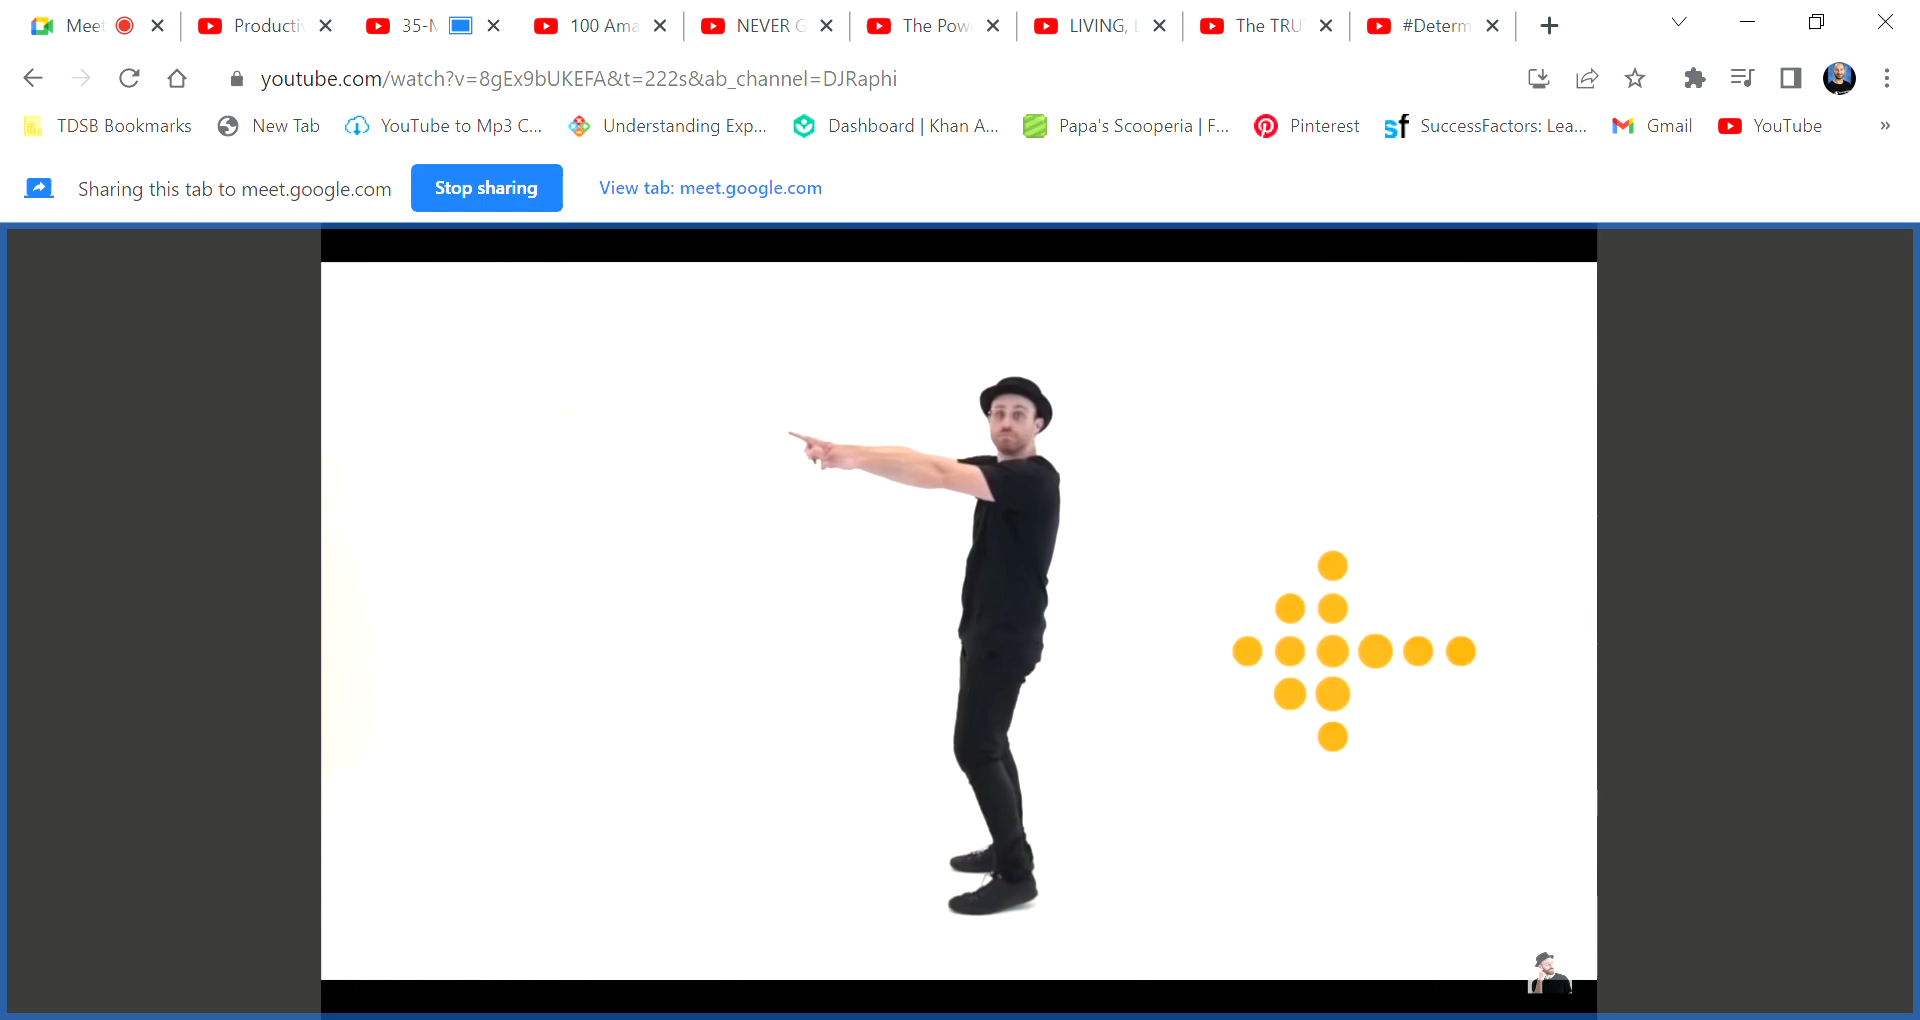 Meet
Producti
35-M
100 Ama
NEVER G
The Pow
LIVING, L
The TRU
#Determ
youtube.com/watch?v=8gEx9bUKEFA&t=222s&ab_channel=DJRaphi
TDSB Bookmarks
New Tab
YouTube to Mp3 C...
Understanding Exp...
Dashboard | Khan A...
Papa's Scooperia | F...
Pinterest
sf SuccessFactors: Lea...
Gmail
YouTube
»
Sharing this tab to meet.google.com
Stop sharing
View tab: meet.google.com